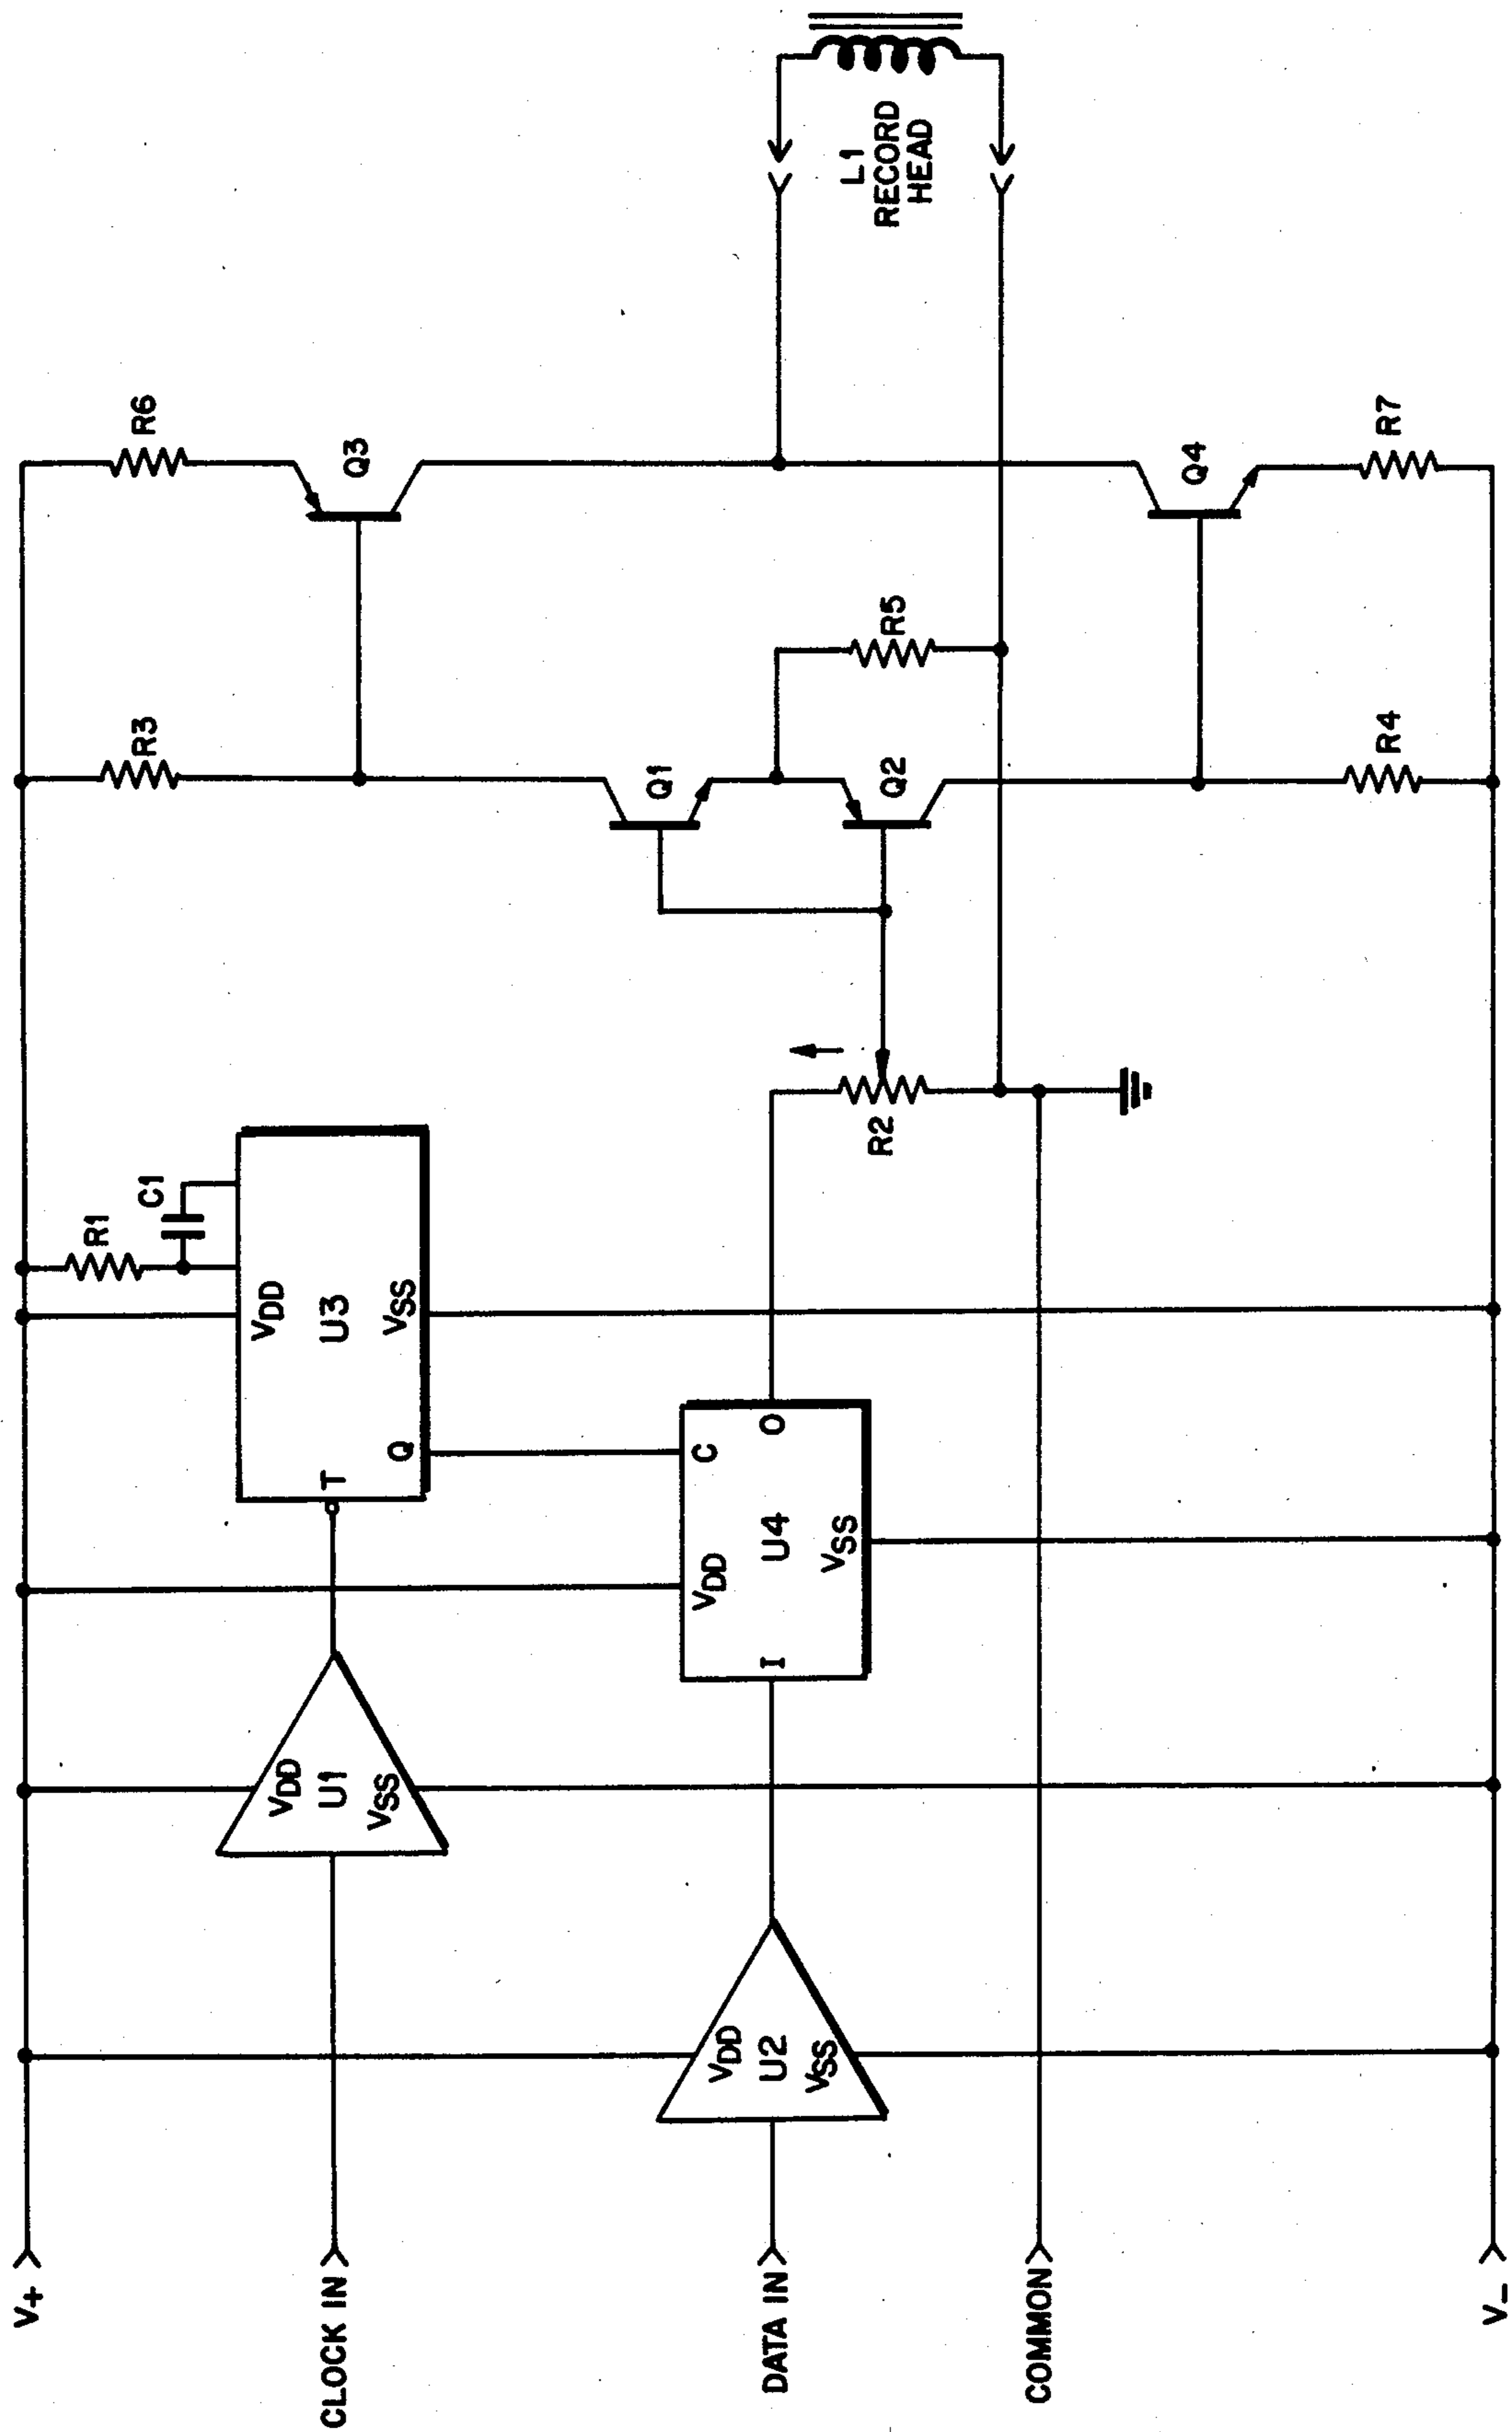 V+
CLOCK IN
DATA IN
COMMON
V-
VDD
U2
VSS
VDD
U1
VSS
VDD
I
U4
C
O
VSS
T
Q
VDD
U3
VSS
R1
C1
R2
R3
Q1
Q2
R4
R5
R6
Q3
Q4
R7
L1
RECORD
HEAD